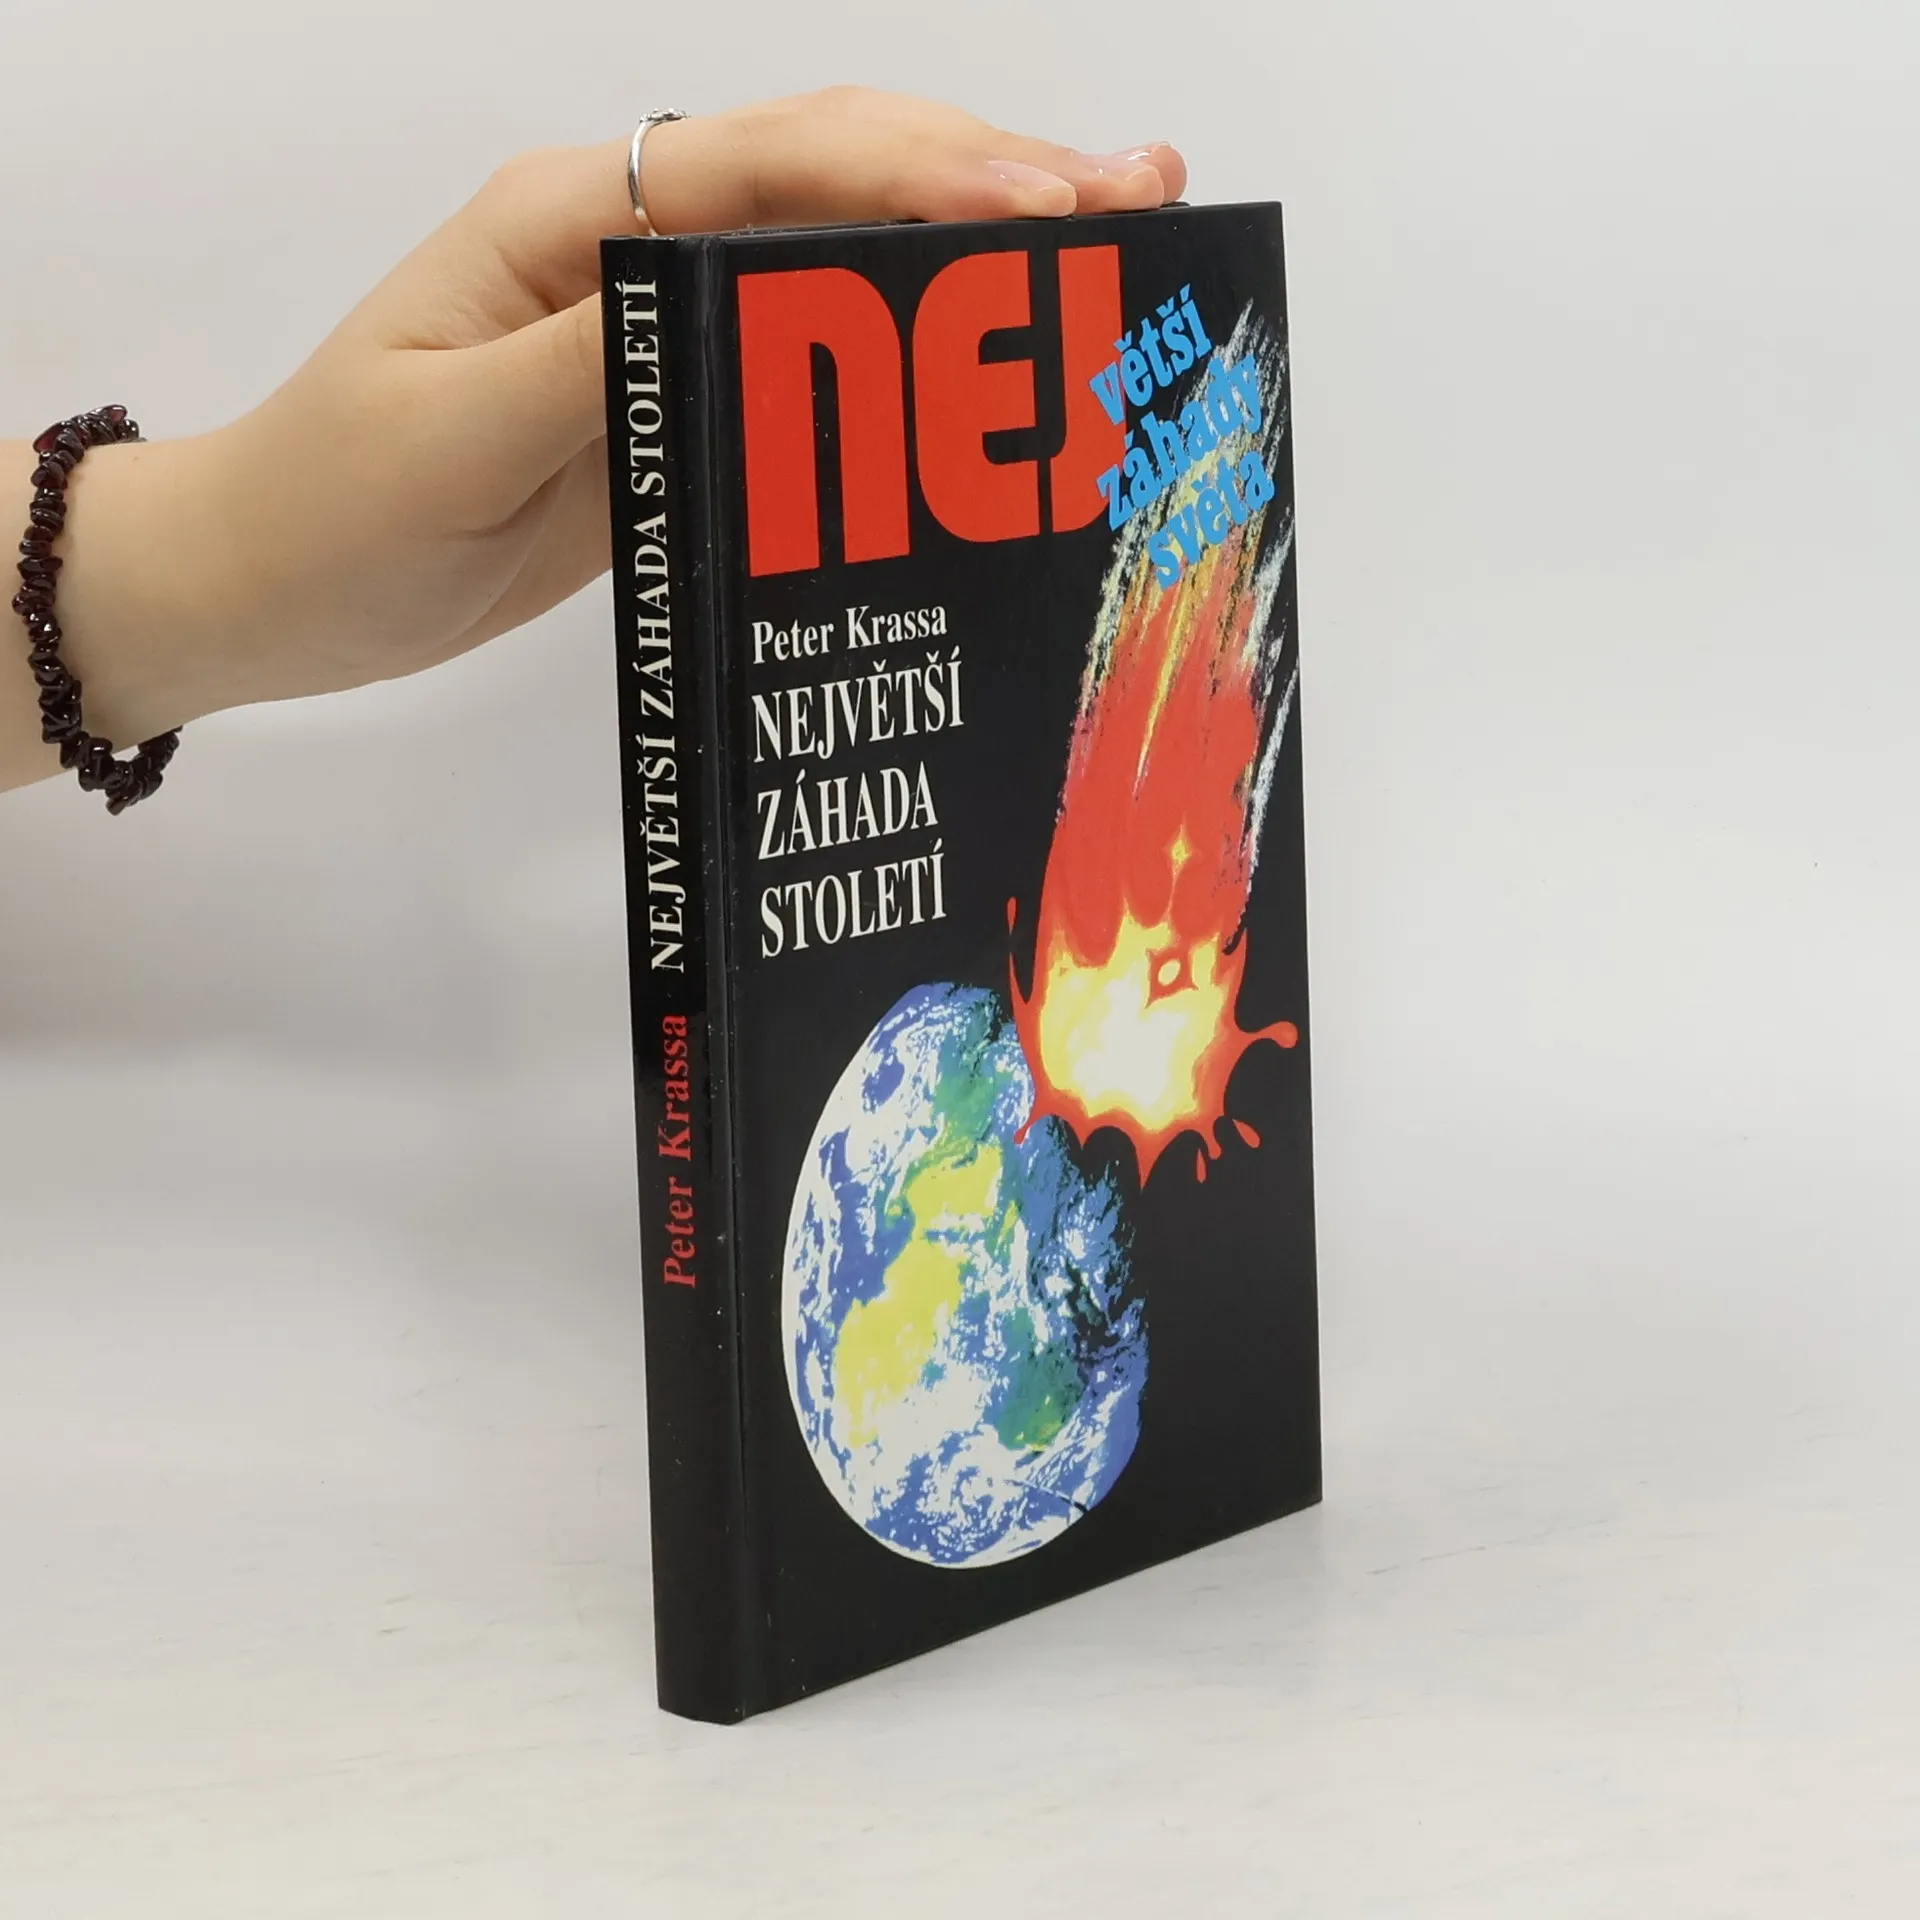 NEJ
větší
záhady
světa
Peter Krassa
NEJVĚTŠÍ
ZÁHADA
STOLETÍ
Peter Krassa NEJVĚTŠÍ ZÁHADA STOLETÍ